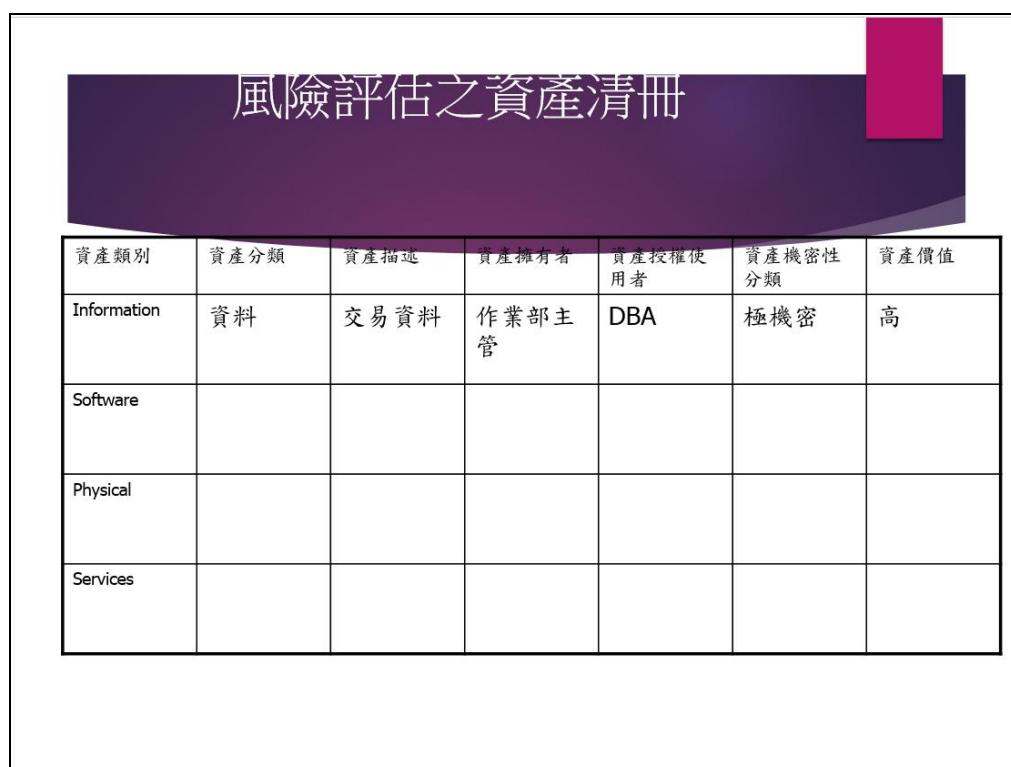 風險評估之資產清冊
資產類別 資產分類 資產描述 資產擁有者 資產授權使用者 資產機密性分類 資產價值
Information 資料 交易資料 作業部主管 DBA 極機密 高
Software
Physical
Services